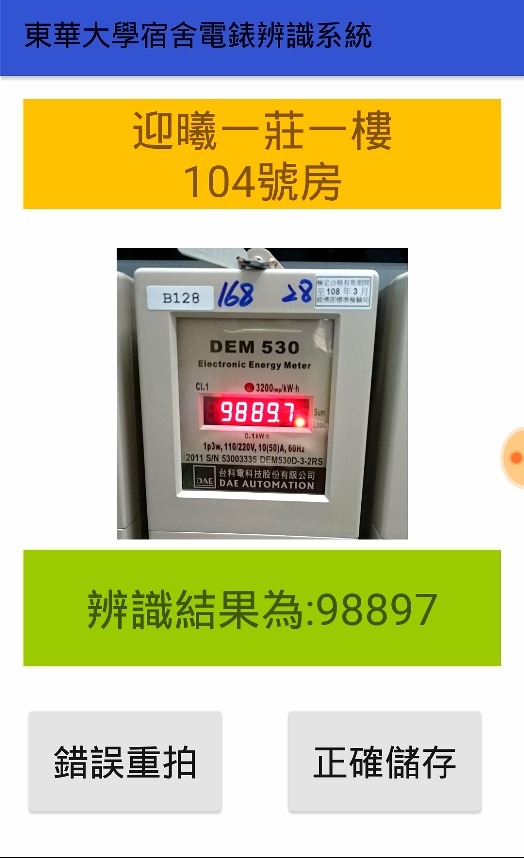 東華大學宿舍電錶辨識系統
迎曦一莊一樓
104號房
B128
168
28
檢定合格有效期間
至108年3月
經濟部標準檢驗局
DEM 530
Electronic Energy Meter
Cl.1
3200imp/kW·h
9889.7
Sum
Load
0.1kW·h
1p3w, 110/220V, 10(50)A, 60Hz
2011 S/N 53003335 DEM530D-3-2RS
DAE
台科電科技股份有限公司
DAE AUTOMATION
辨識結果為:98897
錯誤重拍
正確儲存